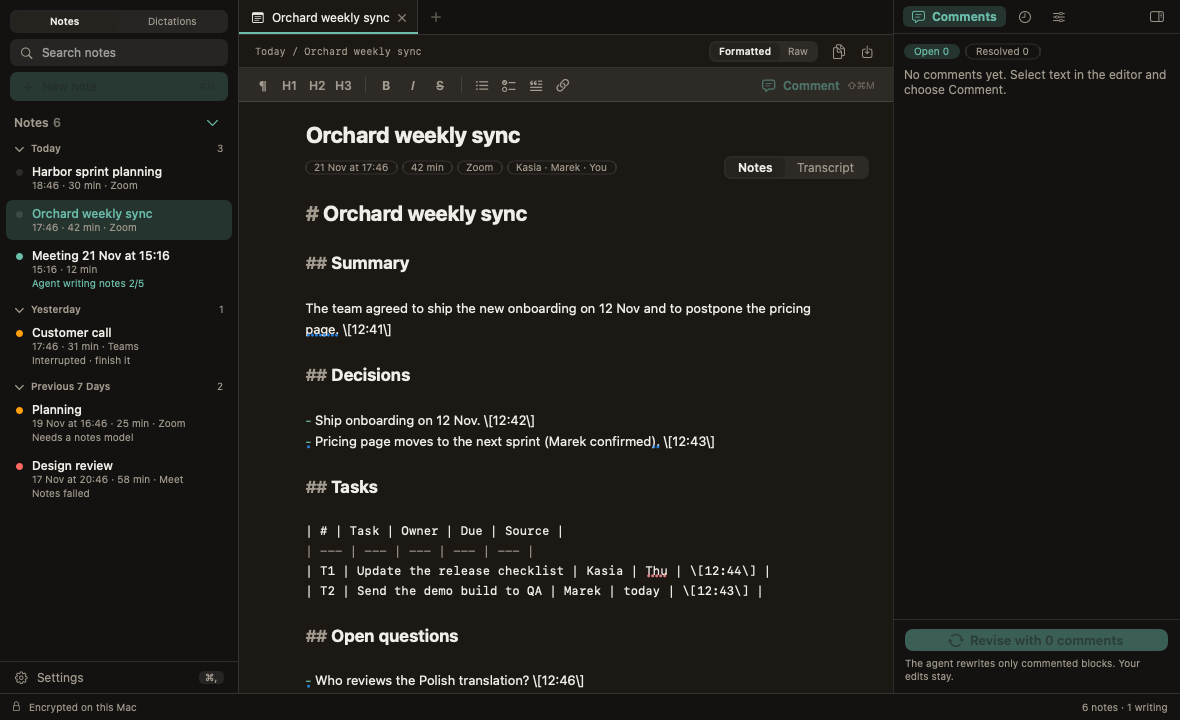 Notes
Dictations
Search notes
+ New note ⌘N
Notes 6
Today 3
Harbor sprint planning
18:46 · 30 min · Zoom
Orchard weekly sync
17:46 · 42 min · Zoom
Meeting 21 Nov at 15:16
15:16 · 12 min
Agent writing notes 2/5
Yesterday 1
Customer call
17:46 · 31 min · Teams
Interrupted · finish it
Previous 7 Days 2
Planning
19 Nov at 16:46 · 25 min · Zoom
Needs a notes model
Design review
17 Nov at 20:46 · 58 min · Meet
Notes failed
Settings ⌘,
Encrypted on this Mac
Orchard weekly sync
Today / Orchard weekly sync
Formatted Raw
¶ H1 H2 H3 B I S
Comment ⇧⌘M
Orchard weekly sync
21 Nov at 17:46 42 min Zoom Kasia · Marek · You
Notes Transcript
# Orchard weekly sync
## Summary
The team agreed to ship the new onboarding on 12 Nov and to postpone the pricing
page. \[12:41\]
## Decisions
- Ship onboarding on 12 Nov. \[12:42\]
- Pricing page moves to the next sprint (Marek confirmed). \[12:43\]
## Tasks
| # | Task | Owner | Due | Source |
| --- | --- | --- | --- | --- |
| T1 | Update the release checklist | Kasia | Thu | \[12:44\] |
| T2 | Send the demo build to QA | Marek | today | \[12:43\] |
## Open questions
- Who reviews the Polish translation? \[12:46\]
Comments
Open 0 Resolved 0
No comments yet. Select text in the editor and
choose Comment.
Revise with 0 comments
The agent rewrites only commented blocks. Your
edits stay.
6 notes · 1 writing